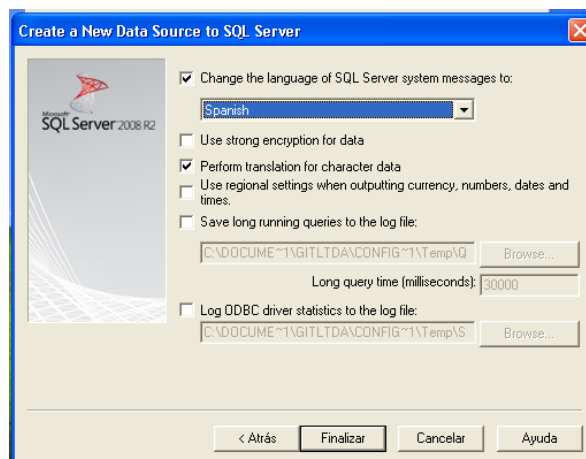 Create a New Data Source to SQL Server
Microsoft
SQL Server 2008 R2
Change the language of SQL Server system messages to:
Spanish
Use strong encryption for data
Perform translation for character data
Use regional settings when outputting currency, numbers, dates and
times.
Save long running queries to the log file:
C:\DOCUME~1\GITLTDA\CONFIG~1\Temp\Q
Browse...
Long query time (milliseconds):
30000
Log ODBC driver statistics to the log file:
C:\DOCUME~1\GITLTDA\CONFIG~1\Temp\S
Browse...
< Atrás
Finalizar
Cancelar
Ayuda